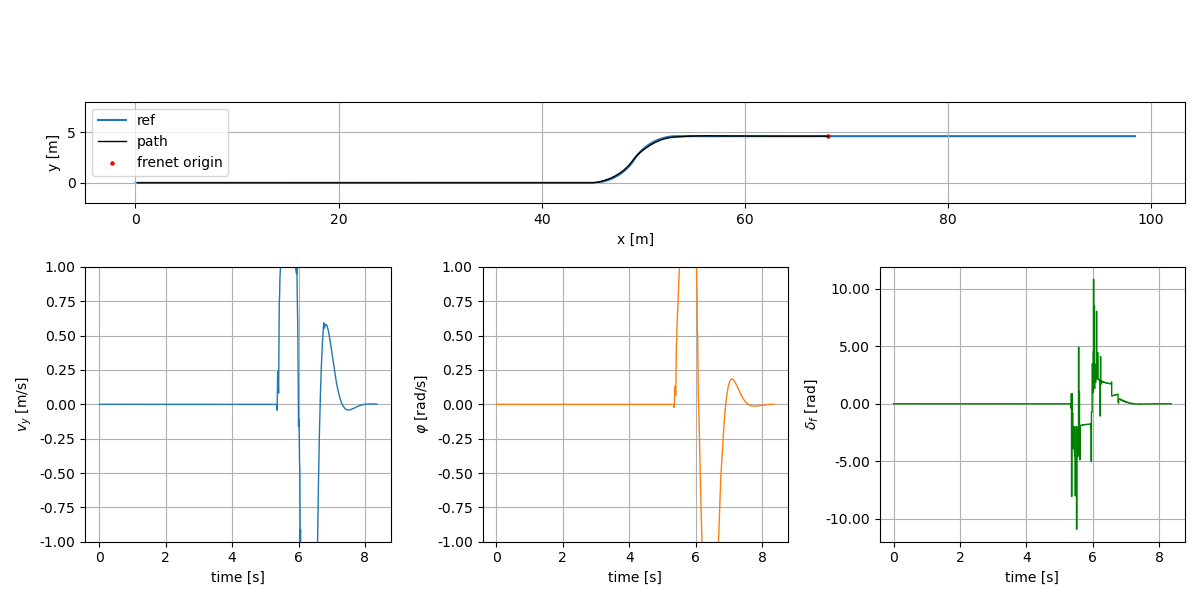 ref
path
frenet origin
y [m]
5
0
0 20 40 60 80 100
x [m]
v_y [m/s]
1.00
0.75
0.50
0.25
0.00
-0.25
-0.50
-0.75
-1.00
0 2 4 6 8
time [s]
φ [rad/s]
1.00
0.75
0.50
0.25
0.00
-0.25
-0.50
-0.75
-1.00
0 2 4 6 8
time [s]
δ_f [rad]
10.00
5.00
0.00
-5.00
-10.00
0 2 4 6 8
time [s]